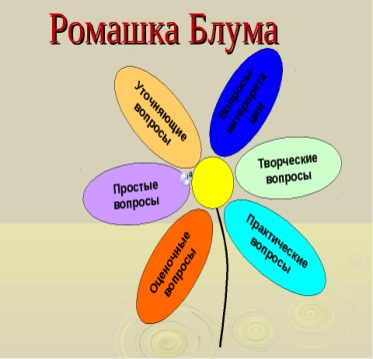 Ромашка Блума
Уточняющие
вопросы
Вопросы-
интерпрета
ции
Творческие
вопросы
Простые
вопросы
Практические
вопросы
Оценочные
вопросы